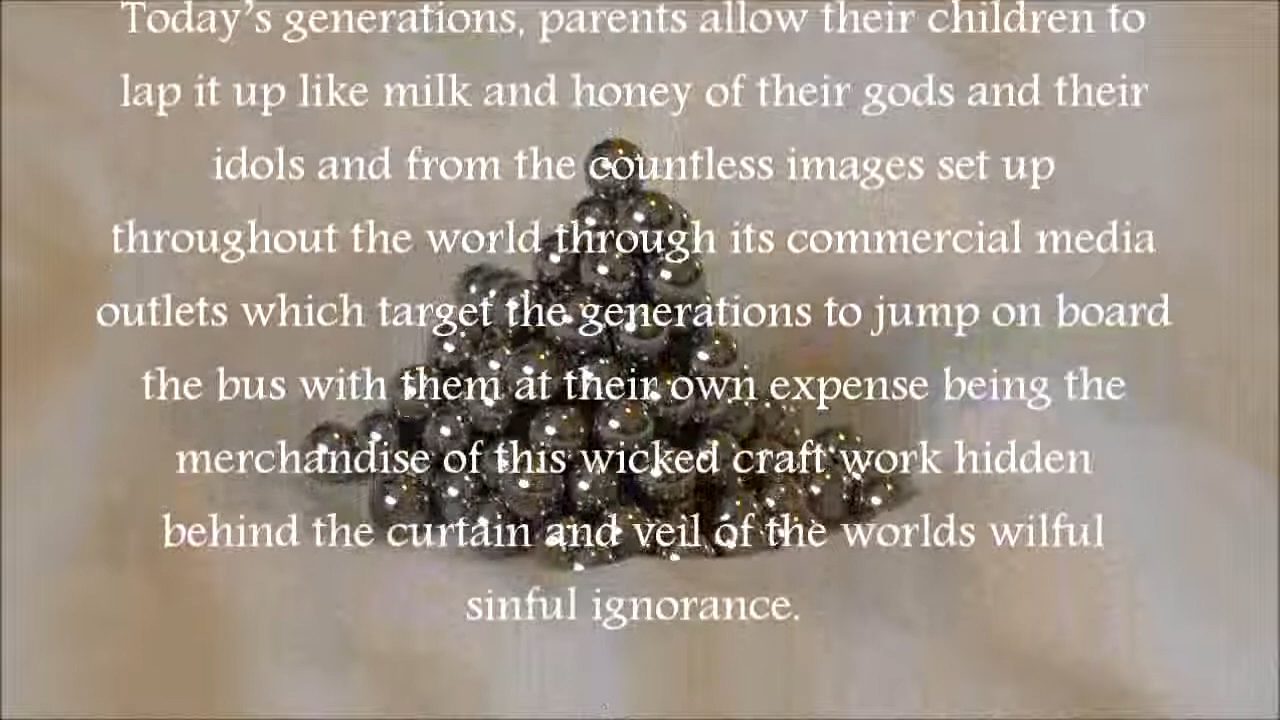 Today's generations, parents allow their children to
lap it up like milk and honey of their gods and their
idols and from the countless images set up
throughout the world through its commercial media
outlets which target the generations to jump on board
the bus with them at their own expense being the
merchandise of this wicked craft work hidden
behind the curtain and veil of the worlds wilful
sinful ignorance.